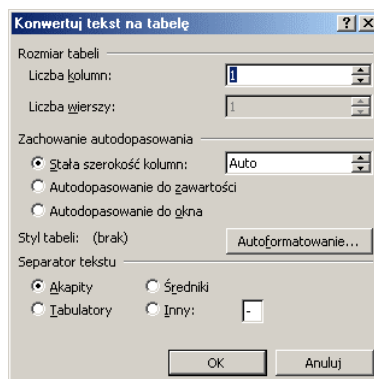 Konwertuj tekst na tabelę
Rozmiar tabeli
Liczba kolumn: 1
Liczba wierszy: 1
Zachowanie autodopasowania
Stała szerokość kolumn: Auto
Autodopasowanie do zawartości
Autodopasowanie do okna
Styl tabeli: (brak) Autoformatowanie...
Separator tekstu
Akapity Średniki
Tabulatory Inny: -
OK Anuluj